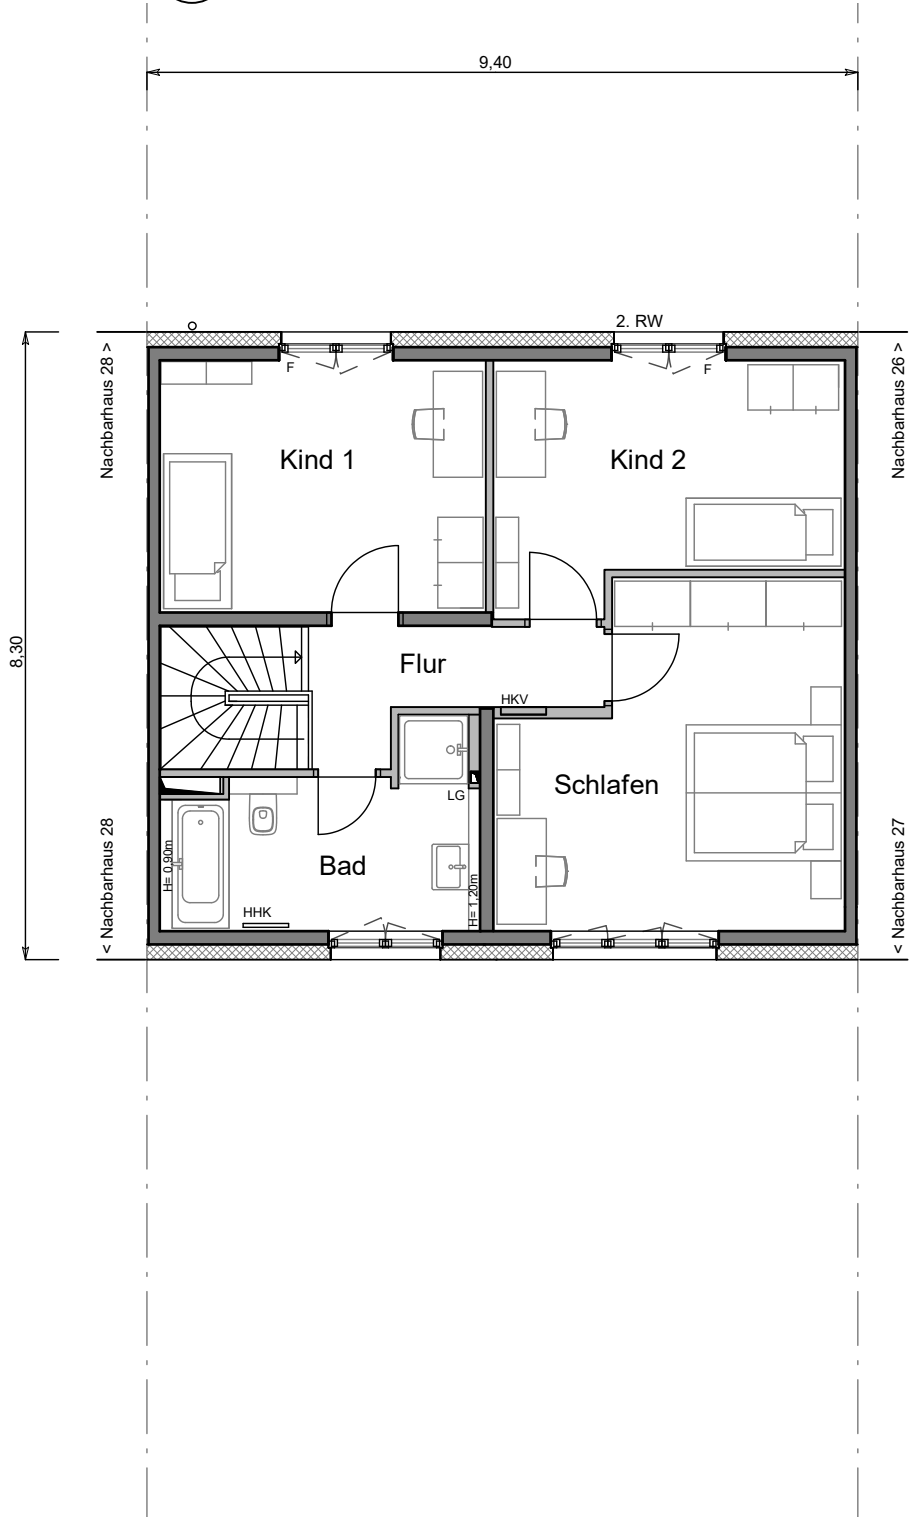 9,40
2. RW
Nachbarhaus 28 >
Nachbarhaus 26 >
F
F
Kind 1
Kind 2
8,30
Flur
HKV
Schlafen
LG
< Nachbarhaus 28
< Nachbarhaus 27
H= 0,90m
Bad
H= 1,20m
HHK